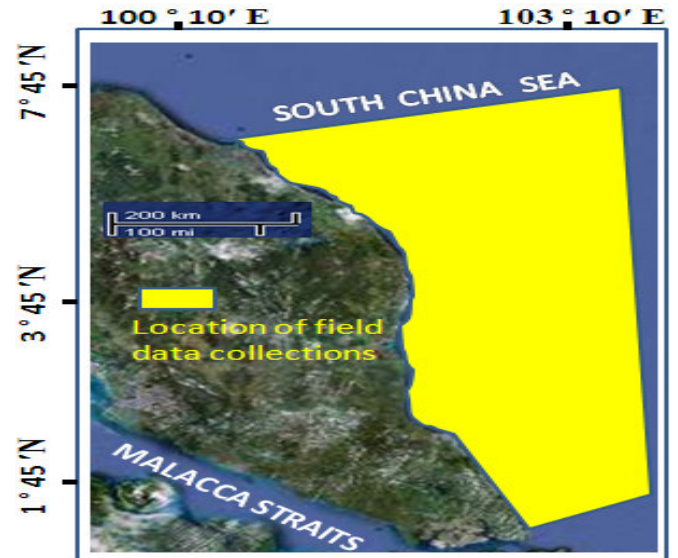 100 ° 10′ E 103 ° 10′ E
7°45′N
SOUTH CHINA SEA
200 km
100 mi
3°45′N
Location of field
data collections
1°45′N
MALACCA STRAITS